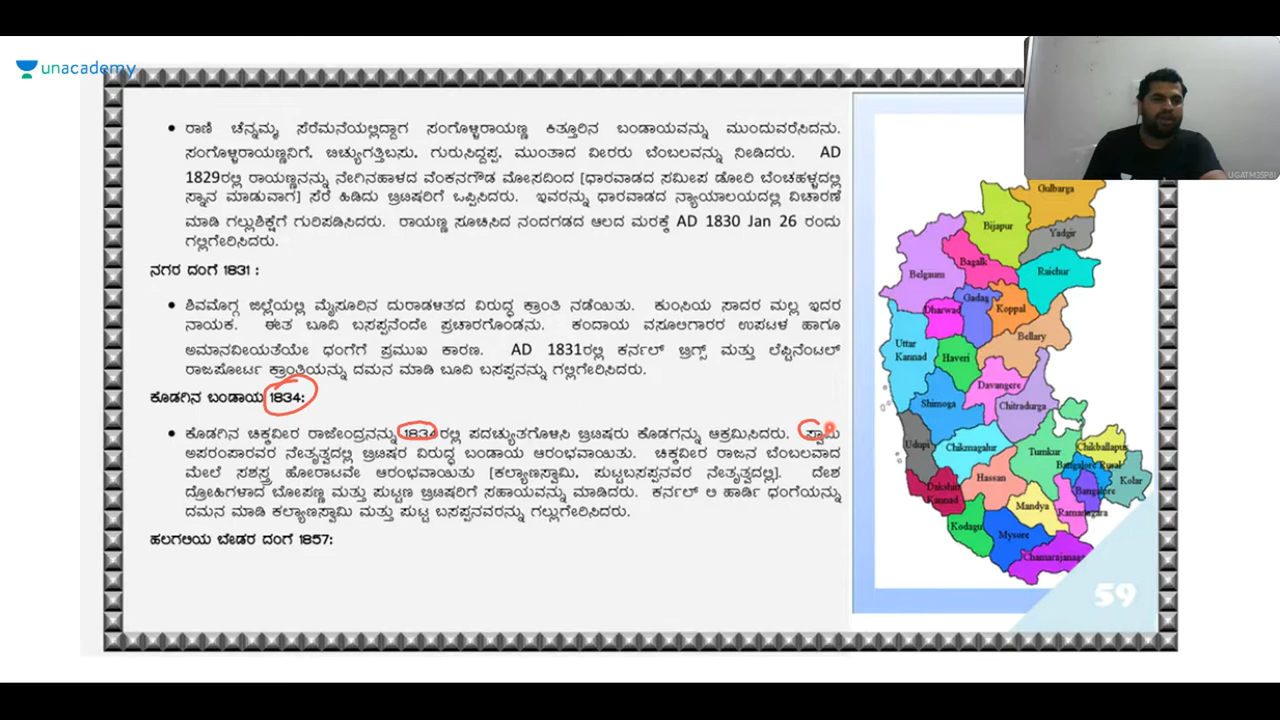 unacademy
UGATM25P8I
• ರಾಣಿ ಚೆನ್ನಮ್ಮ ಸೆರೆಮನೆಯಲ್ಲಿದ್ದಾಗ ಸಂಗೊಳ್ಳಿರಾಯಣ್ಣ ಕಿತ್ತೂರಿನ ಬಂಡಾಯವನ್ನು ಮುಂದುವರೆಸಿದನು.
ಸಂಗೊಳ್ಳಿರಾಯಣ್ಣನಿಗೆ, ಬಿಚ್ಚುಗತ್ತಿಬಸು, ಗುರುಸಿದ್ದಪ್ಪ, ಮುಂತಾದ ವೀರರು ಬೆಂಬಲವನ್ನು ನೀಡಿದರು. AD
1829ರಲ್ಲಿ ರಾಯಣ್ಣನನ್ನು ನೇಗಿನಹಾಳದ ವೆಂಕನಗೌಡ ಮೋಸದಿಂದ [ಧಾರವಾಡದ ಸಮೀಪ ಡೋರಿ ಬೆಂಚಹಳ್ಳದಲ್ಲಿ
ಸ್ನಾನ ಮಾಡುವಾಗ] ಸೆರೆ ಹಿಡಿದು ಬ್ರಿಟಿಷರಿಗೆ ಒಪ್ಪಿಸಿದರು. ಇವರನ್ನು ಧಾರವಾಡದ ನ್ಯಾಯಾಲಯದಲ್ಲಿ ವಿಚಾರಣೆ
ಮಾಡಿ ಗಲ್ಲುಶಿಕ್ಷೆಗೆ ಗುರಿಪಡಿಸಿದರು. ರಾಯಣ್ಣ ಸೂಚಿಸಿದ ನಂದಗಡದ ಆಲದ ಮರಕ್ಕೆ AD 1830 Jan 26 ರಂದು
ಗಲ್ಲಿಗೇರಿಸಿದರು.
ನಗರ ದಂಗೆ 1831 :
• ಶಿವಮೊಗ್ಗ ಜಿಲ್ಲೆಯಲ್ಲಿ ಮೈಸೂರಿನ ದುರಾಡಳಿತದ ವಿರುದ್ಧ ಕ್ರಾಂತಿ ನಡೆಯಿತು. ಕುಂಸಿಯ ಸಾದರ ಮಲ್ಲ ಇದರ
ನಾಯಕ. ಈತ ಬೂದಿ ಬಸಪ್ಪನೆಂದೇ ಪ್ರಚಾರಗೊಂಡನು. ಕಂದಾಯ ವಸೂಲಿಗಾರರ ಉಪಟಳ ಹಾಗೂ
ಅಮಾನವೀಯತೆಯೇ ಧಂಗೆಗೆ ಪ್ರಮುಖ ಕಾರಣ. AD 1831ರಲ್ಲಿ ಕರ್ನಲ್ ಬ್ರಿಗ್ಸ್ ಮತ್ತು ಲೆಫ್ಟಿನೆಂಟಲ್
ರಾಜಪೋರ್ಟ ಕ್ರಾಂತಿಯನ್ನು ದಮನ ಮಾಡಿ ಬೂದಿ ಬಸಪ್ಪನನ್ನು ಗಲ್ಲಿಗೇರಿಸಿದರು.
ಕೊಡಗಿನ ಬಂಡಾಯ 1834:
• ಕೊಡಗಿನ ಚಿಕ್ಕವೀರ ರಾಜೇಂದ್ರನನ್ನು 1834ರಲ್ಲಿ ಪದಚ್ಯುತಗೊಳಿಸಿ ಬ್ರಿಟಿಷರು ಕೊಡಗನ್ನು ಆಕ್ರಮಿಸಿದರು. ಸ್ವಾಮಿ
ಅಪರಂಪಾರವರ ನೇತೃತ್ವದಲ್ಲಿ ಬ್ರಿಟಿಷರ ವಿರುದ್ಧ ಬಂಡಾಯ ಆರಂಭವಾಯಿತು. ಚಿಕ್ಕವೀರ ರಾಜನ ಬೆಂಬಲವಾದ
ಮೇಲೆ ಸಶಸ್ತ್ರ ಹೋರಾಟವೇ ಆರಂಭವಾಯಿತು [ಕಲ್ಯಾಣಸ್ವಾಮಿ, ಪುಟ್ಟಬಸಪ್ಪನವರ ನೇತೃತ್ವದಲ್ಲಿ]. ದೇಶ
ದ್ರೋಹಿಗಳಾದ ಬೋಪಣ್ಣ ಮತ್ತು ಪುಟ್ಟಣ ಬ್ರಿಟಿಷರಿಗೆ ಸಹಾಯವನ್ನು ಮಾಡಿದರು. ಕರ್ನಲ್ ಅ ಹಾರ್ಡಿ ಧಂಗೆಯನ್ನು
ದಮನ ಮಾಡಿ ಕಲ್ಯಾಣಸ್ವಾಮಿ ಮತ್ತು ಪುಟ್ಟ ಬಸಪ್ಪನವರನ್ನು ಗಲ್ಲುಗೇರಿಸಿದರು.
ಹಲಗಲಿಯ ಬೇಡರ ದಂಗೆ 1857:
Gulbarga
Bijapur
Yadgir
Bagalk
Belgaum
Raichur
Gadag
Koppal
Dharwad
Uttar
Kannad
Bellary
Haveri
Davangere
Shimoga
Chitradurga
Udupi
Chikmagalur
Tumkur
Chikballapur
Bangalore Rural
Kolar
Hassan
Dakshin
Kannad
Bangalore
Mandya
Ramanagara
Kodagu
Mysore
Chamarajanaga
59